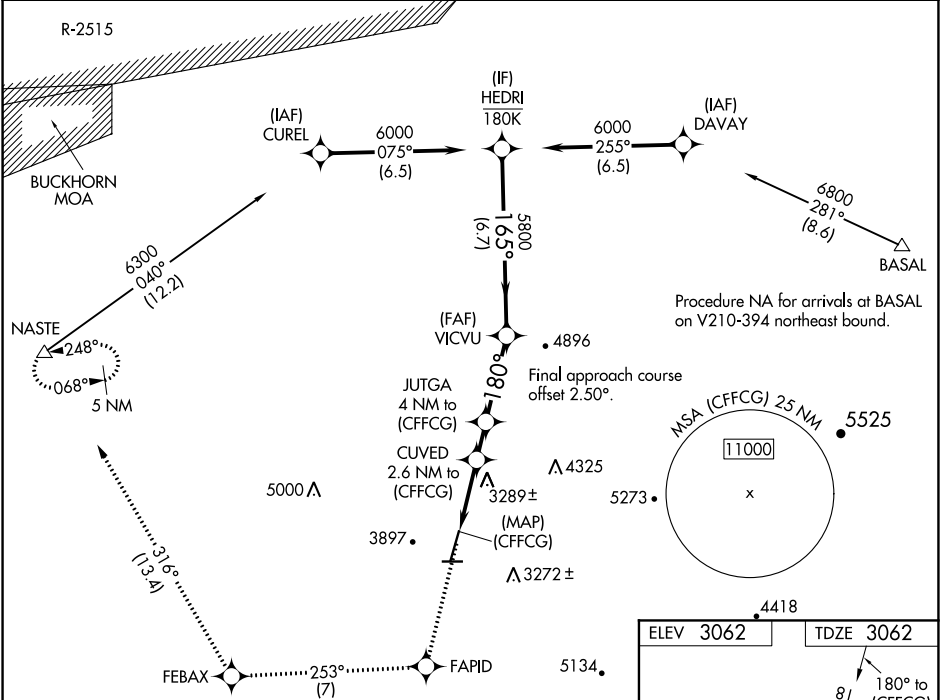 R-2515
BUCKHORN
MOA
(IAF)
CUREL
6000
075°
(6.5)
(IF)
HEDRI
180K
6000
255°
(6.5)
(IAF)
DAVAY
6800
281°
(8.6)
BASAL
Procedure NA for arrivals at BASAL
on V210-394 northeast bound.
6300
040°
(12.2)
5800
165°
(6.7)
NASTE
248°
068°
5 NM
(FAF)
VICVU
4896
180°
Final approach course
offset 2.50°.
JUTGA
4 NM to
(CFFCG)
CUVED
2.6 NM to
(CFFCG)
MSA (CFFCG) 25 NM
11000
x
5525
5273
5000
4325
3289±
(MAP)
(CFFCG)
3897
3272±
316°
(13.4)
4418
FEBAX
253°
(7)
FAPID
5134
ELEV 3062
TDZE 3062
180° to
(CFFCG)
81